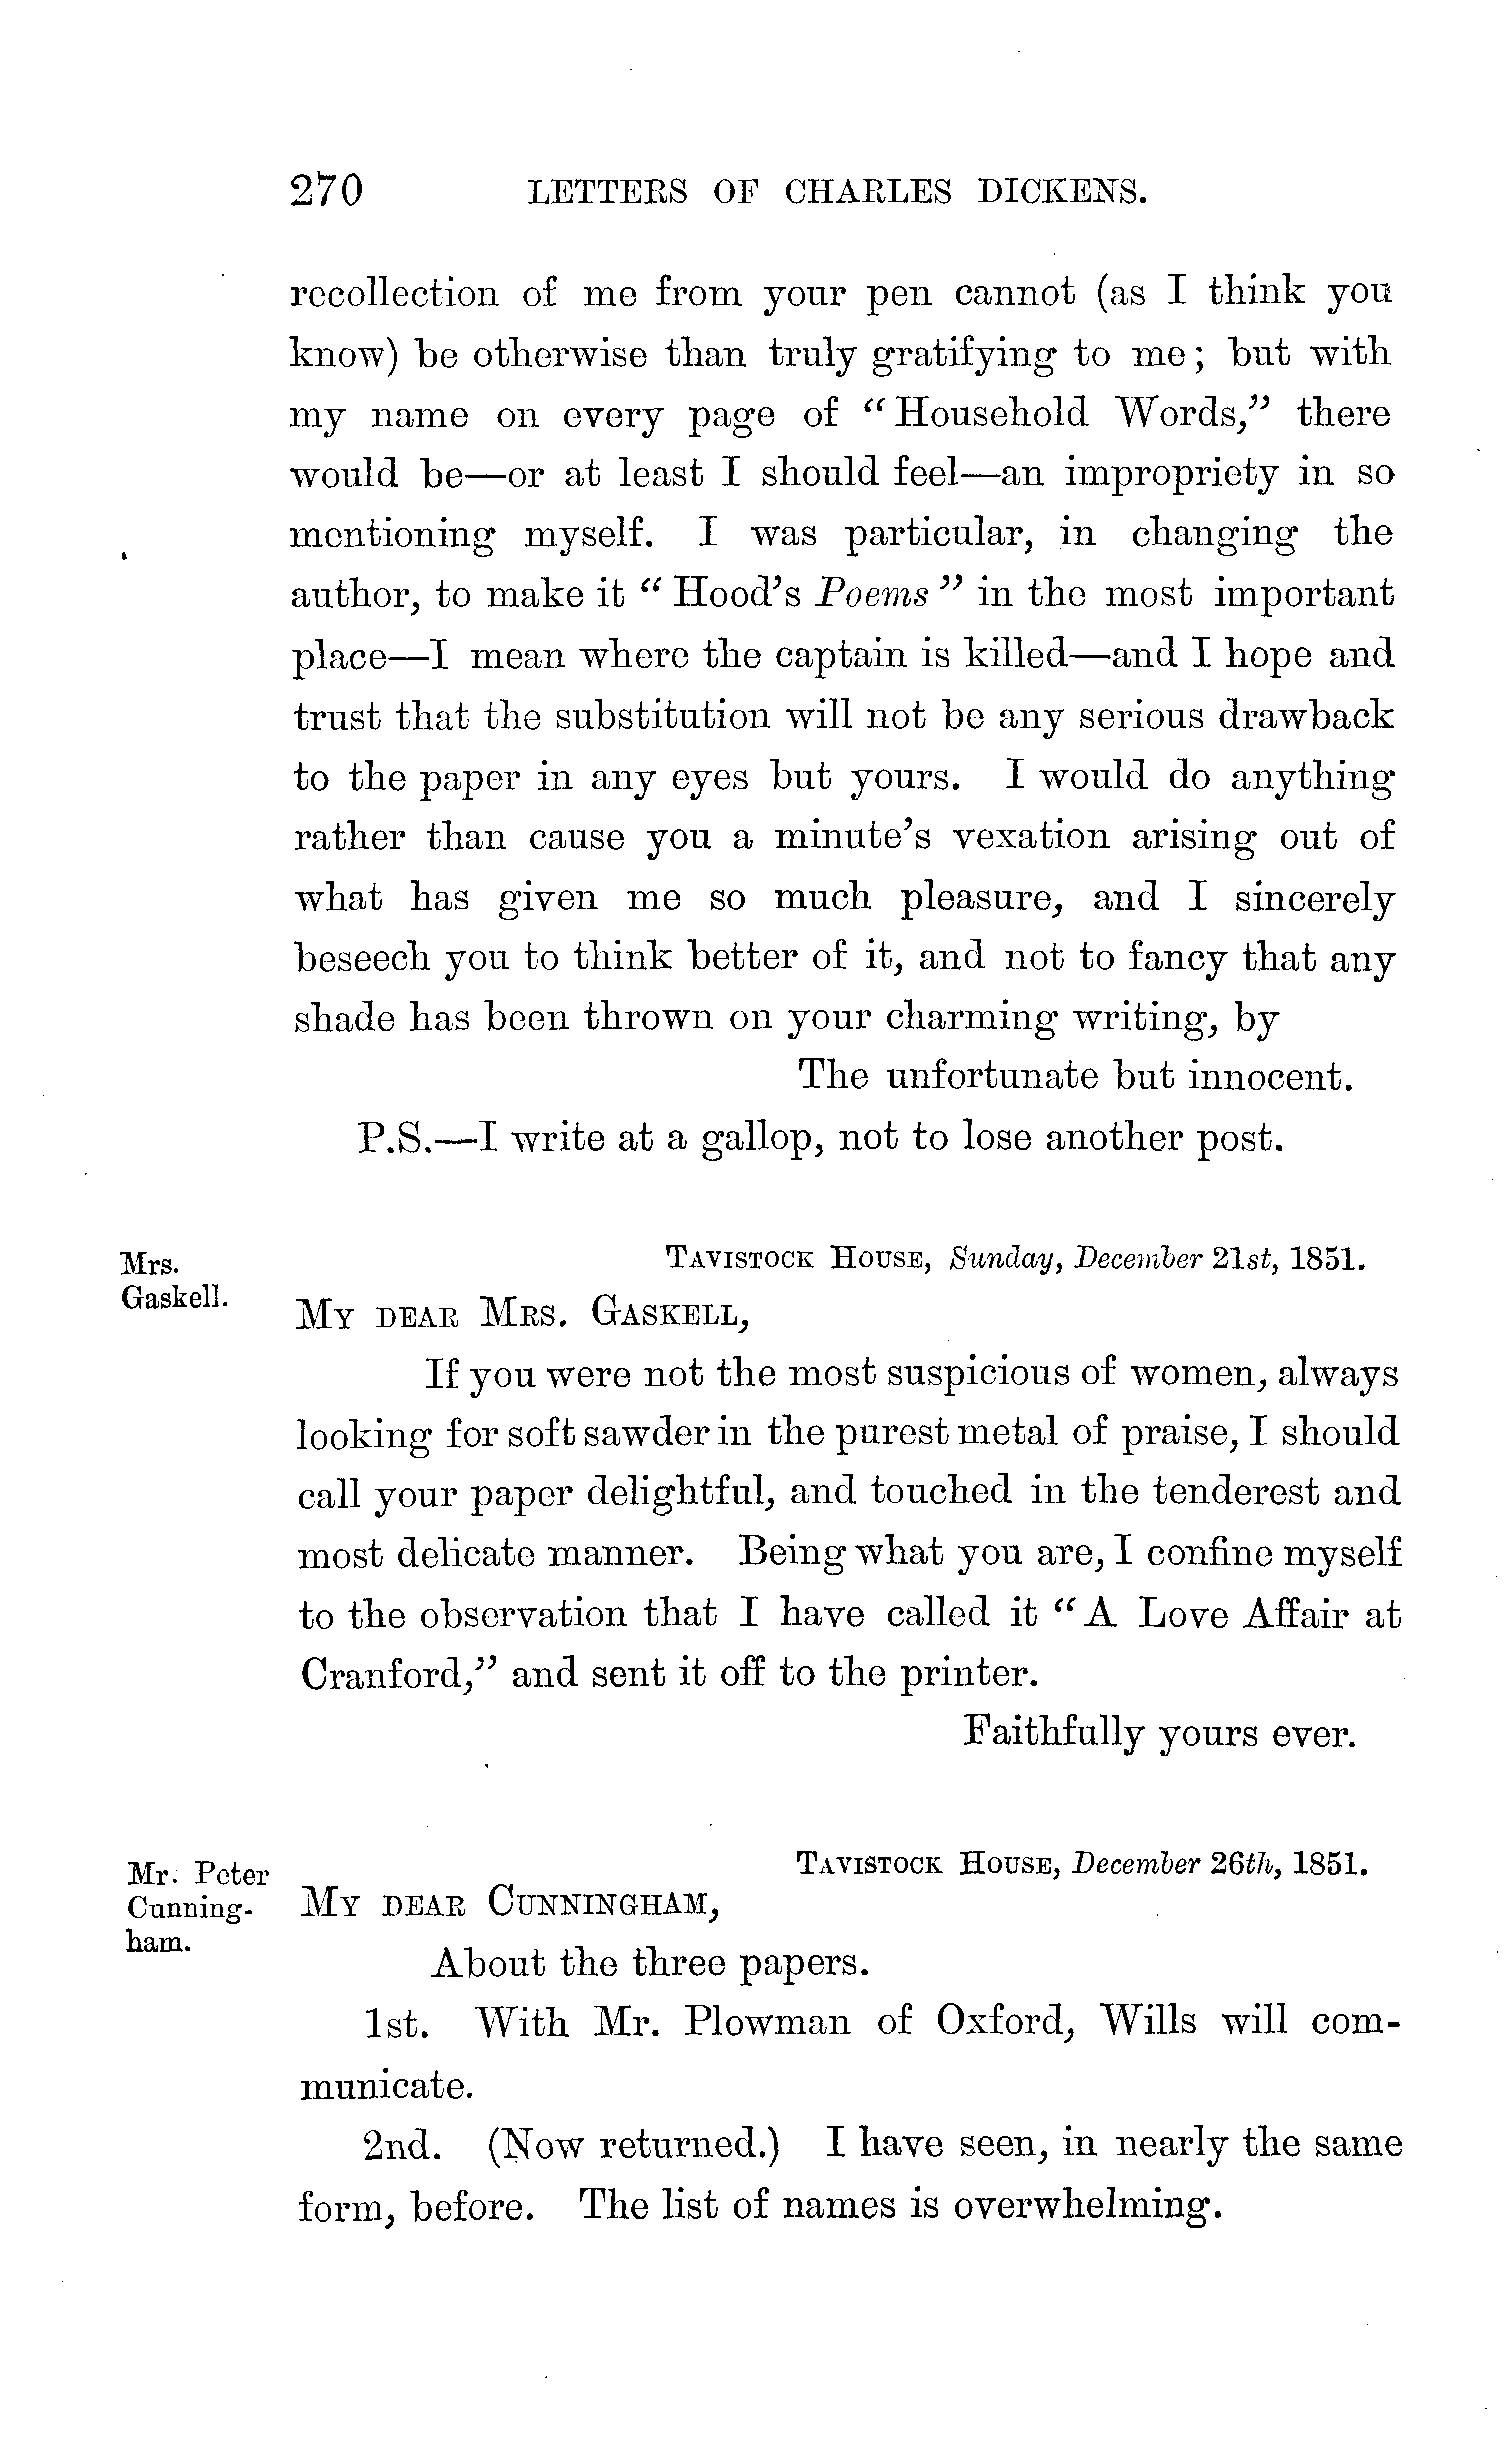 270 LETTERS OF CHARLES DICKENS.
recollection of me from your pen cannot (as I think you
know) be otherwise than truly gratifying to me; but with
my name on every page of “Household Words,” there
would be—or at least I should feel—an impropriety in so
mentioning myself. I was particular, in changing the
author, to make it “Hood’s Poems” in the most important
place—I mean where the captain is killed—and I hope and
trust that the substitution will not be any serious drawback
to the paper in any eyes but yours. I would do anything
rather than cause you a minute’s vexation arising out of
what has given me so much pleasure, and I sincerely
beseech you to think better of it, and not to fancy that any
shade has been thrown on your charming writing, by
The unfortunate but innocent.
P.S.—I write at a gallop, not to lose another post.
Mrs.
Gaskell.
TAVISTOCK HOUSE, Sunday, December 21st, 1851.
MY DEAR MRS. GASKELL,
If you were not the most suspicious of women, always
looking for soft sawder in the purest metal of praise, I should
call your paper delightful, and touched in the tenderest and
most delicate manner. Being what you are, I confine myself
to the observation that I have called it “A Love Affair at
Cranford,” and sent it off to the printer.
Faithfully yours ever.
Mr. Peter
Cunning-
ham.
TAVISTOCK HOUSE, December 26th, 1851.
MY DEAR CUNNINGHAM,
About the three papers.
1st. With Mr. Plowman of Oxford, Wills will com-
municate.
2nd. (Now returned.) I have seen, in nearly the same
form, before. The list of names is overwhelming.